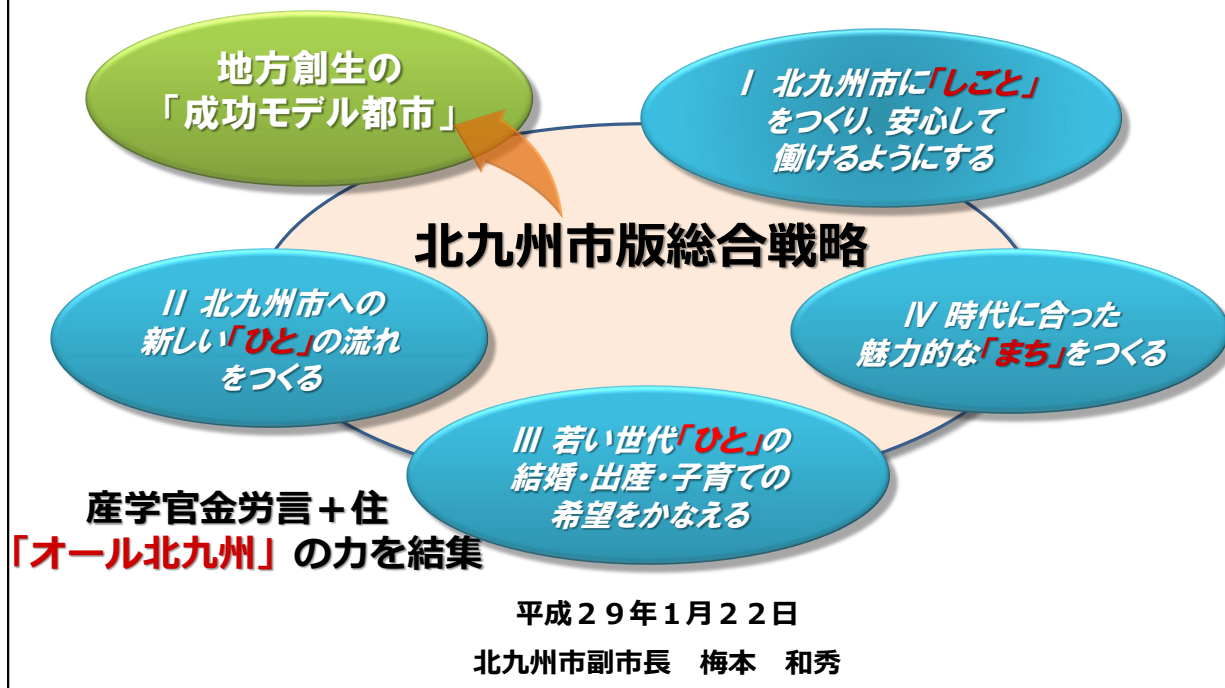 地方創生の
「成功モデル都市」
Ⅰ 北九州市に「しごと」
をつくり、安心して
働けるようにする
北九州市版総合戦略
Ⅱ 北九州市への
新しい「ひと」の流れ
をつくる
Ⅳ 時代に合った
魅力的な「まち」をつくる
Ⅲ 若い世代「ひと」の
結婚・出産・子育ての
希望をかなえる
産学官金労言＋住
「オール北九州」の力を結集
平成２９年１月２２日
北九州市副市長　梅本　和秀